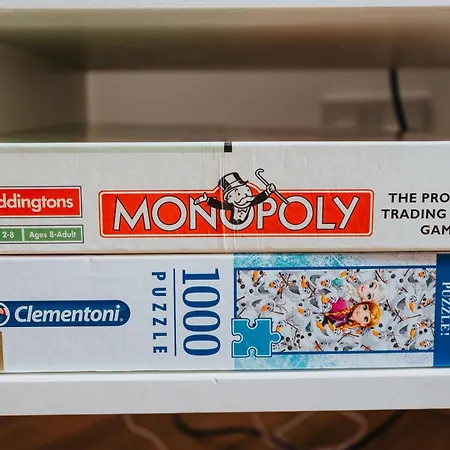 ddingtons
2-8 Ages 8-Adult
MONOPOLY
THE PRO
TRADING
GAM
Clementoni
1000
PUZZLE
PUZZLE!